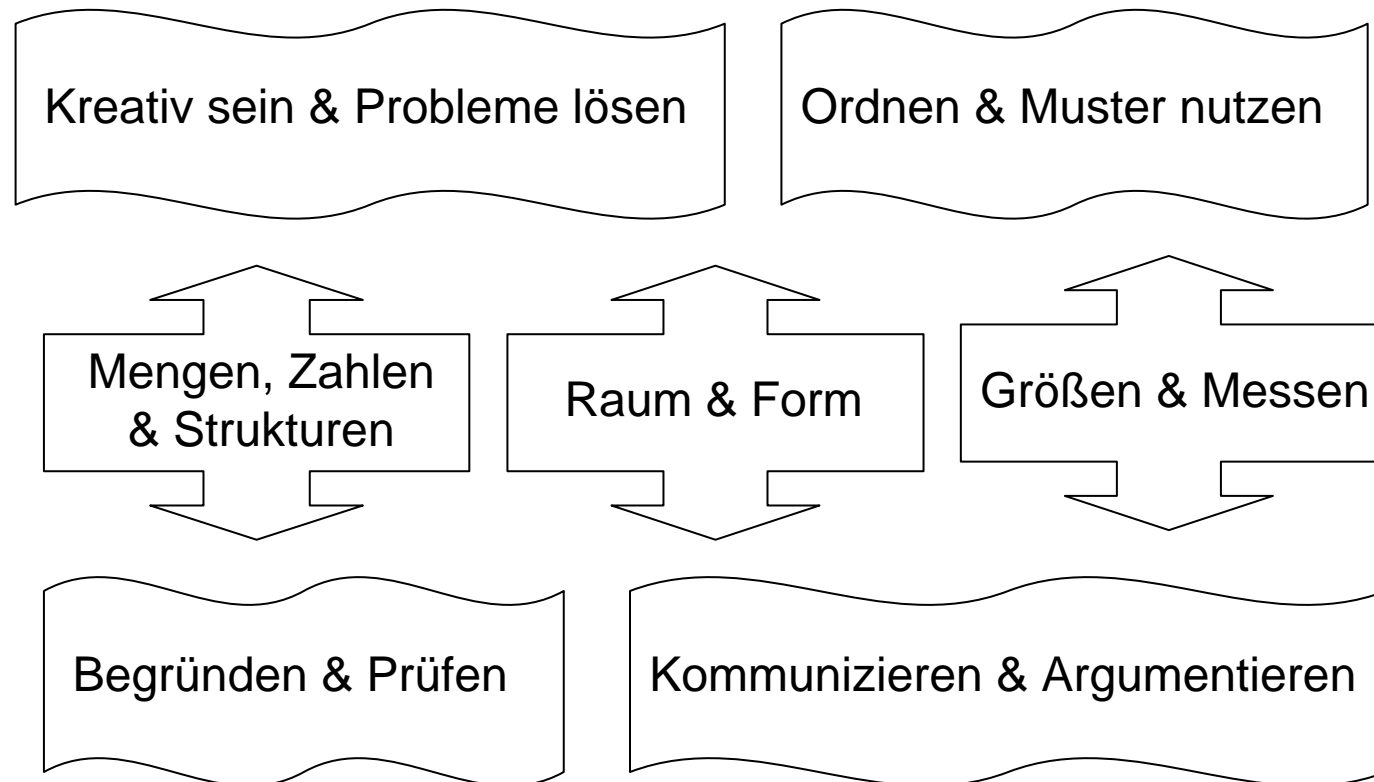 Kreativ sein & Probleme lösen
Ordnen & Muster nutzen
Mengen, Zahlen
& Strukturen
Raum & Form
Größen & Messen
Begründen & Prüfen
Kommunizieren & Argumentieren